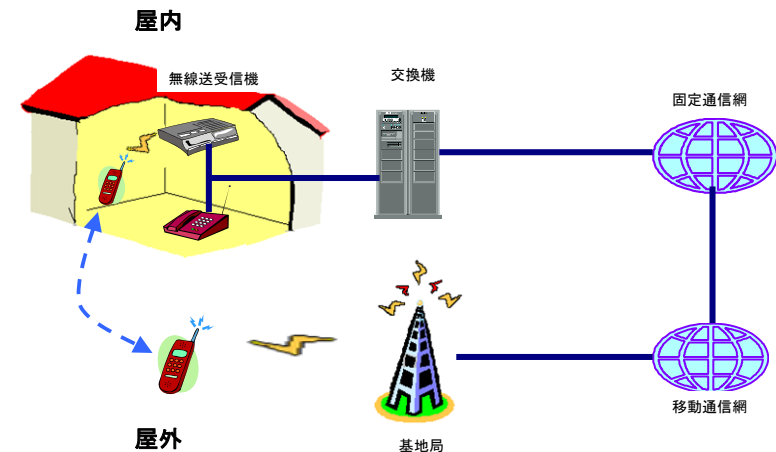 屋内
無線送受信機
交換機
固定通信網
移動通信網
基地局
屋外